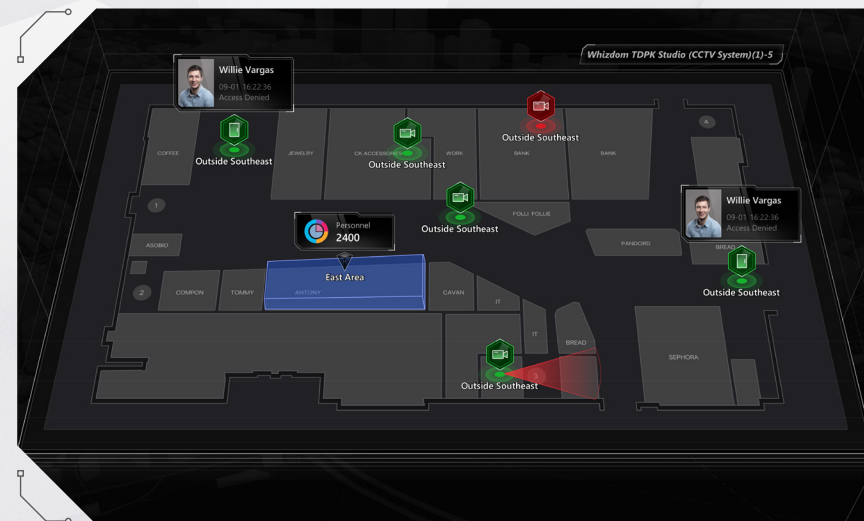 Whizdom TDPK Studio (CCTV System)(1)-5
Willie Vargas
09-01 16:22:36
Access Denied
Outside Southeast
Outside Southeast
Outside Southeast
COFFEE
JEWELRY
CK ACCESSORIES
WORK
BANK
BANK
4
1
Outside Southeast
FOLLI FOLLIE
Willie Vargas
09-01 16:22:36
Access Denied
Personnel
2400
ASOBIO
PANDORO
BREAD
East Area
Outside Southeast
2
COMPON
TOMMY
ANTONY
CAVAN
IT
IT
BREAD
SEPHORA
3
Outside Southeast